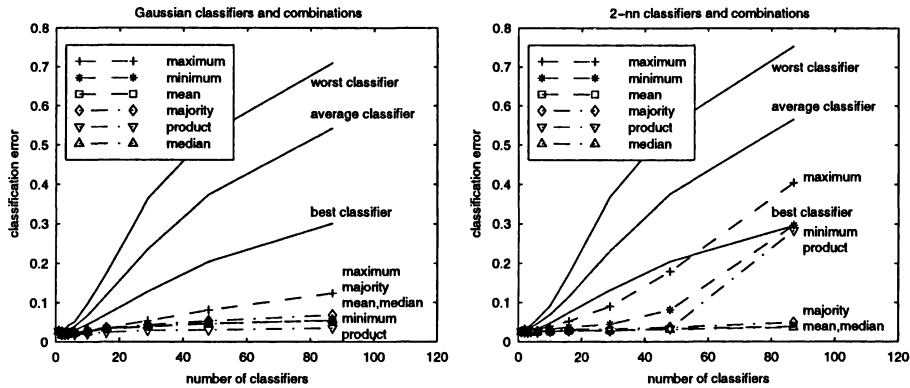 Gaussian classifiers and combinations
0.8
0.7
0.6
0.5
0.4
0.3
0.2
0.1
0
classification error
maximum
minimum
mean
majority
product
median
worst classifier
average classifier
best classifier
maximum
majority
mean,median
minimum
product
0
20
40
60
80
100
120
number of classifiers
2-nn classifiers and combinations
0.8
0.7
0.6
0.5
0.4
0.3
0.2
0.1
0
classification error
maximum
minimum
mean
majority
product
median
worst classifier
average classifier
maximum
best classifier
minimum
product
majority
mean,median
0
20
40
60
80
100
120
number of classifiers